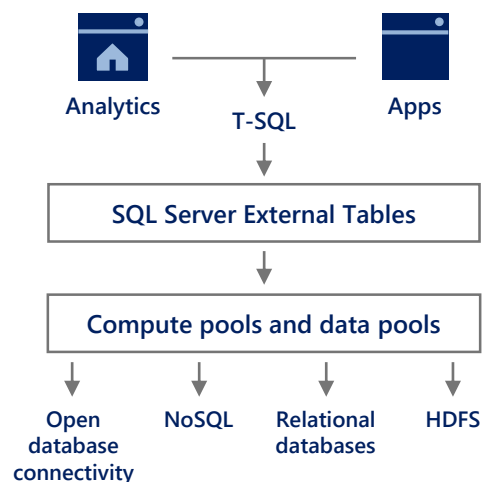 Analytics
Apps
T-SQL
SQL Server External Tables
Compute pools and data pools
Open
database
connectivity
NoSQL
Relational
databases
HDFS